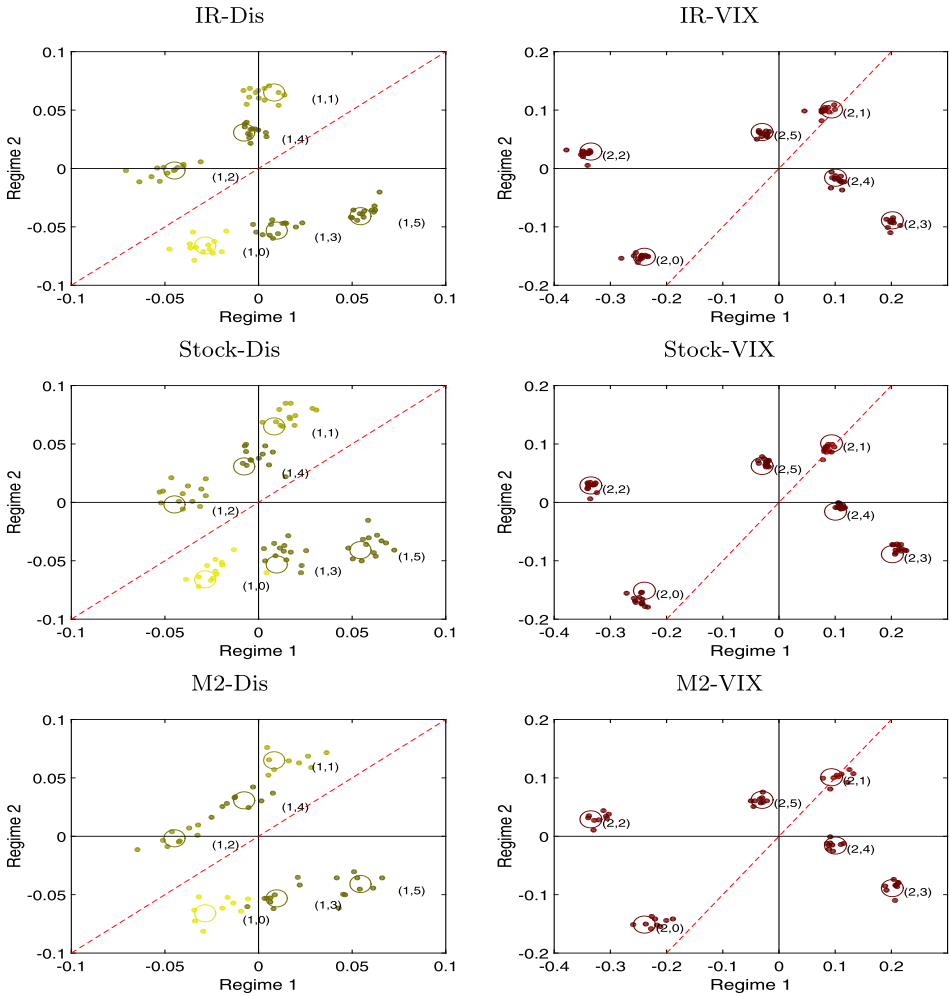 IR-Dis
0.1
0.05
0
-0.05
-0.1
Regime 2
(1,1)
(1,4)
(1,2)
(1,5)
(1,3)
(1,0)
-0.1 -0.05 0 0.05 0.1
Regime 1
IR-VIX
0.2
0.1
0
-0.1
-0.2
Regime 2
(2,1)
(2,5)
(2,2)
(2,4)
(2,3)
(2,0)
-0.4 -0.3 -0.2 -0.1 0 0.1 0.2
Regime 1
Stock-Dis
0.1
0.05
0
-0.05
-0.1
Regime 2
(1,1)
(1,4)
(1,2)
(1,5)
(1,3)
(1,0)
-0.1 -0.05 0 0.05 0.1
Regime 1
Stock-VIX
0.2
0.1
0
-0.1
-0.2
Regime 2
(2,1)
(2,5)
(2,2)
(2,4)
(2,3)
(2,0)
-0.4 -0.3 -0.2 -0.1 0 0.1 0.2
Regime 1
M2-Dis
0.1
0.05
0
-0.05
-0.1
Regime 2
(1,1)
(1,4)
(1,2)
(1,5)
(1,3)
(1,0)
-0.1 -0.05 0 0.05 0.1
Regime 1
M2-VIX
0.2
0.1
0
-0.1
-0.2
Regime 2
(2,1)
(2,5)
(2,2)
(2,4)
(2,3)
(2,0)
-0.4 -0.3 -0.2 -0.1 0 0.1 0.2
Regime 1